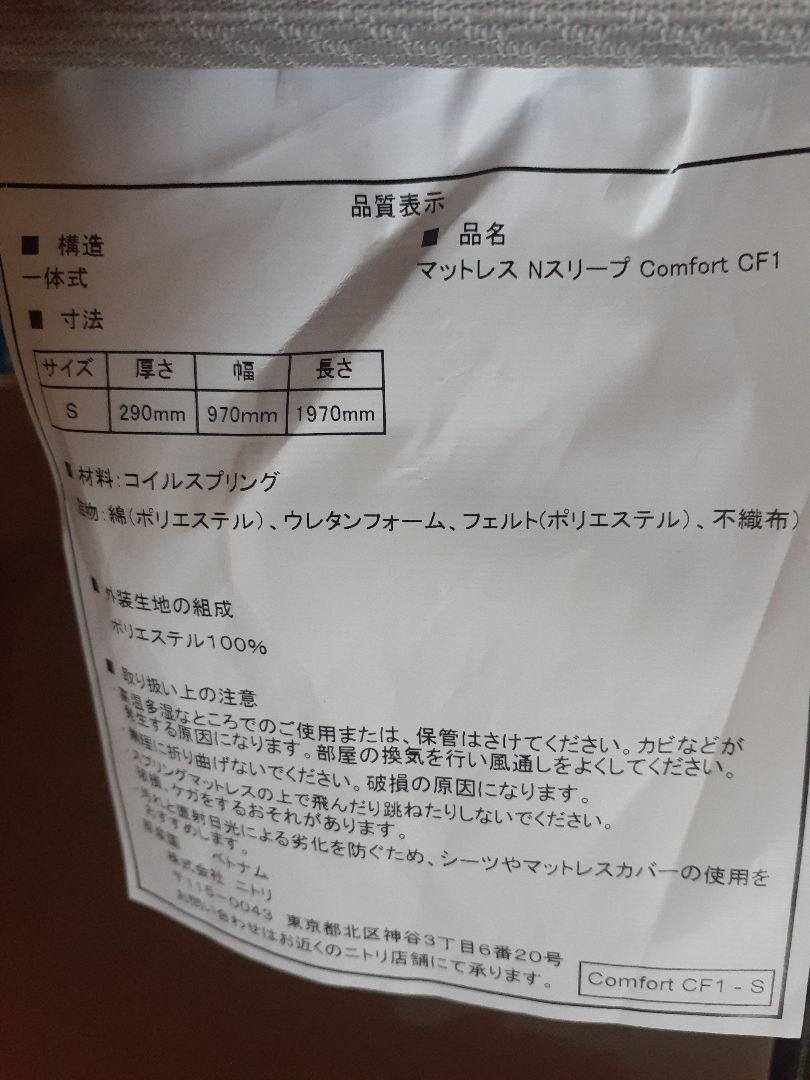 品質表示
■ 構造
一体式
■ 品名
マットレス Nスリープ Comfort CF1
■ 寸法
サイズ 厚さ 幅 長さ
S 290mm 970mm 1970mm
■ 材料:コイルスプリング
物:綿(ポリエステル)、ウレタンフォーム、フェルト(ポリエステル)、不織布)
■ 外装生地の組成
ポリエステル100%
■ 取り扱い上の注意
・高温多湿なところでのご使用または、保管はさけてください。カビなどが
発生する原因になります。部屋の換気を行い風通しをよくしてください。
・無理に折り曲げないでください。破損の原因になります。
・スプリングマットレスの上で飛んだり跳ねたりしないでください。
破損、ケガをするおそれがあります。
・汚れと直射日光による劣化を防ぐため、シーツやマットレスカバーの使用を
おすすめします。
原産国 ベトナム
株式会社 ニトリ
〒115-0043 東京都北区神谷3丁目6番20号
お問い合わせはお近くのニトリ店舗にて承ります。
Comfort CF1 - S